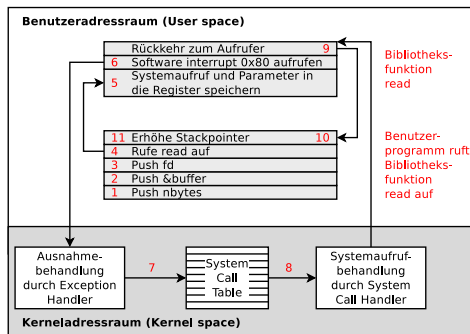 Benutzeradressraum (User space)
Rückkehr zum Aufrufer 9
6 Software interrupt 0x80 aufrufen
5 Systemaufruf und Parameter in
die Register speichern
Bibliotheks-
funktion
read
11 Erhöhe Stackpointer 10
4 Rufe read auf
3 Push fd
2 Push &buffer
1 Push nbytes
Benutzer-
programm ruft
Bibliotheks-
funktion
read auf
Ausnahme-
behandlung
durch Exception
Handler
7
System
Call
Table
8
Systemaufruf-
behandlung
durch System
Call Handler
Kerneladressraum (Kernel space)